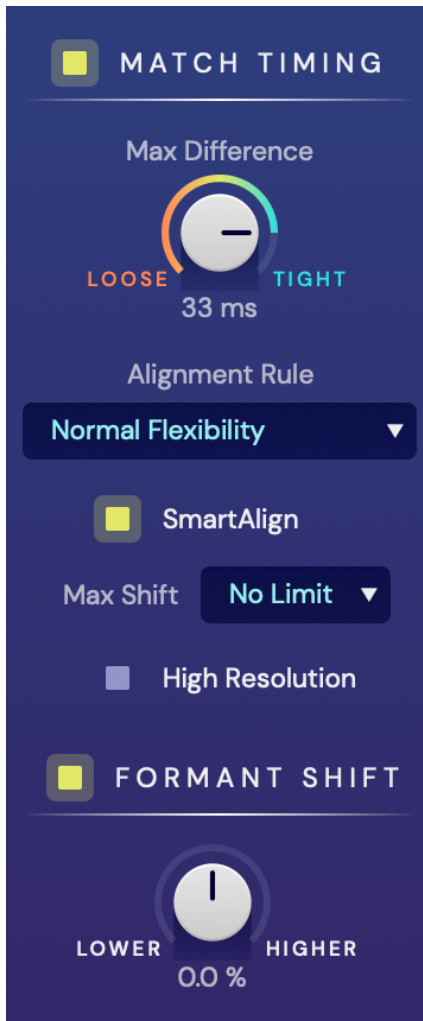 MATCH TIMING
Max Difference
LOOSE TIGHT
33 ms
Alignment Rule
Normal Flexibility
SmartAlign
Max Shift No Limit
High Resolution
FORMANT SHIFT
LOWER HIGHER
0.0 %